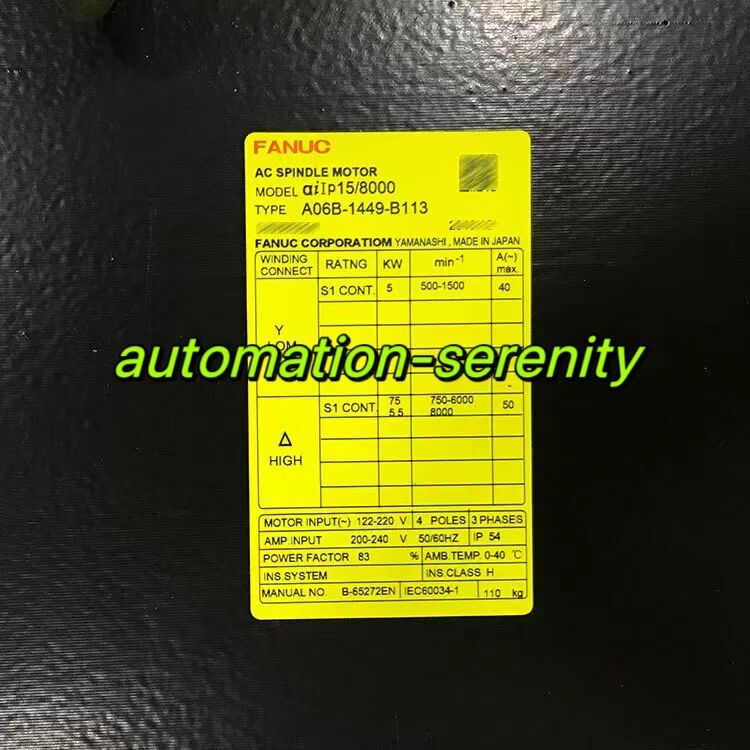 FANUC
AC SPINDLE MOTOR
MODEL αiIp15/8000
TYPE A06B-1449-B113
FANUC CORPORATIOM YAMANASHI , MADE IN JAPAN
WINDING CONNECT RATNG KW min-1 A(~) max.
S1 CONT. 5 500-1500 40
Y
automation-serenity
S1 CONT. 75 750-6000 50
5.5 8000
Δ
HIGH
MOTOR INPUT(~) 122-220 V 4 POLES 3 PHASES
AMP.INPUT 200-240 V 50/60HZ IP 54
POWER FACTOR 83 % AMB.TEMP. 0-40 ℃
INS.SYSTEM INS.CLASS H
MANUAL NO. B-65272EN IEC60034-1 110 kg